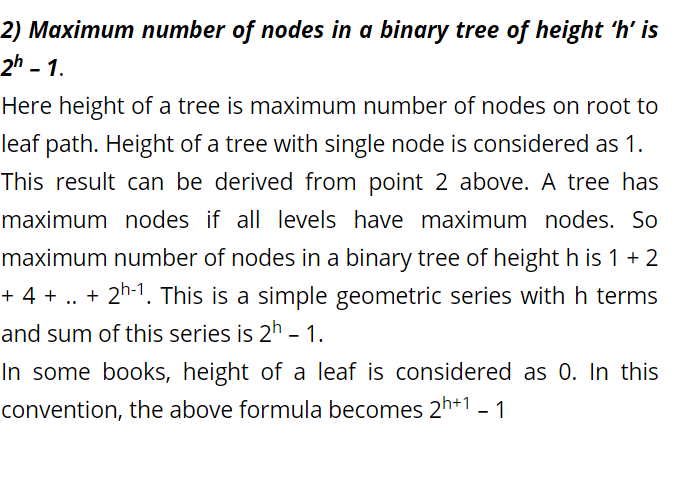 2) Maximum number of nodes in a binary tree of height ‘h’ is
2ʰ – 1.
Here height of a tree is maximum number of nodes on root to
leaf path. Height of a tree with single node is considered as 1.
This result can be derived from point 2 above. A tree has
maximum nodes if all levels have maximum nodes. So
maximum number of nodes in a binary tree of height h is 1 + 2
+ 4 + .. + 2ʰ⁻¹. This is a simple geometric series with h terms
and sum of this series is 2ʰ – 1.
In some books, height of a leaf is considered as 0. In this
convention, the above formula becomes 2ʰ⁺¹ – 1